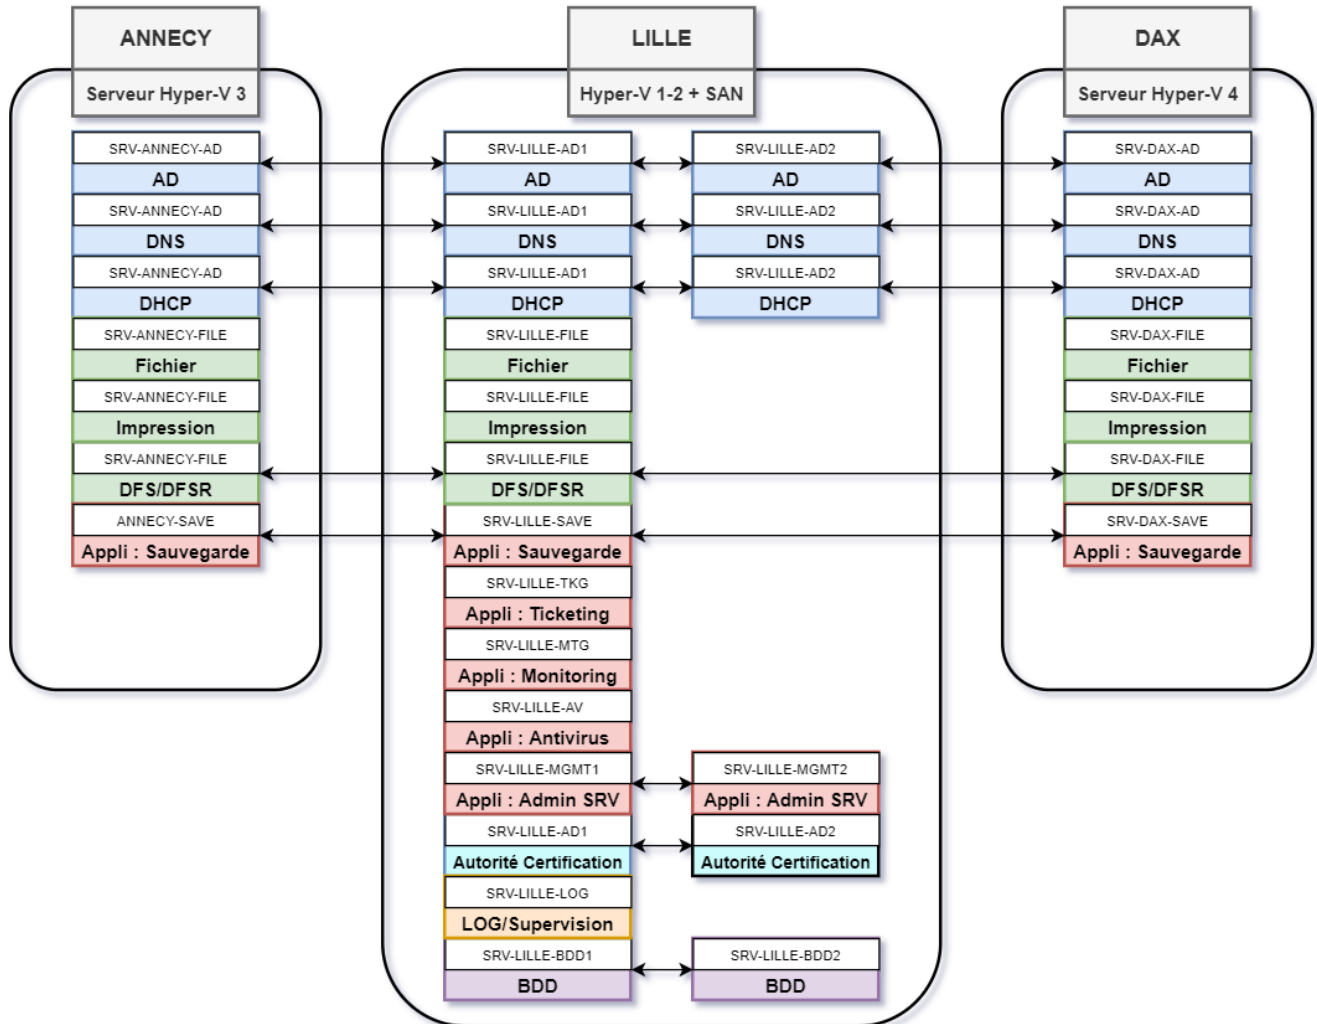 ANNECY
Serveur Hyper-V 3
SRV-ANNECY-AD
AD
SRV-ANNECY-AD
DNS
SRV-ANNECY-AD
DHCP
SRV-ANNECY-FILE
Fichier
SRV-ANNECY-FILE
Impression
SRV-ANNECY-FILE
DFS/DFSR
ANNECY-SAVE
Appli : Sauvegarde
LILLE
Hyper-V 1-2 + SAN
SRV-LILLE-AD1
AD
SRV-LILLE-AD1
DNS
SRV-LILLE-AD1
DHCP
SRV-LILLE-FILE
Fichier
SRV-LILLE-FILE
Impression
SRV-LILLE-FILE
DFS/DFSR
SRV-LILLE-SAVE
Appli : Sauvegarde
SRV-LILLE-TKG
Appli : Ticketing
SRV-LILLE-MTG
Appli : Monitoring
SRV-LILLE-AV
Appli : Antivirus
SRV-LILLE-MGMT1
Appli : Admin SRV
SRV-LILLE-AD1
Autorité Certification
SRV-LILLE-LOG
LOG/Supervision
SRV-LILLE-BDD1
BDD
SRV-LILLE-AD2
AD
SRV-LILLE-AD2
DNS
SRV-LILLE-AD2
DHCP
SRV-LILLE-MGMT2
Appli : Admin SRV
SRV-LILLE-AD2
Autorité Certification
SRV-LILLE-BDD2
BDD
DAX
Serveur Hyper-V 4
SRV-DAX-AD
AD
SRV-DAX-AD
DNS
SRV-DAX-AD
DHCP
SRV-DAX-FILE
Fichier
SRV-DAX-FILE
Impression
SRV-DAX-FILE
DFS/DFSR
SRV-DAX-SAVE
Appli : Sauvegarde